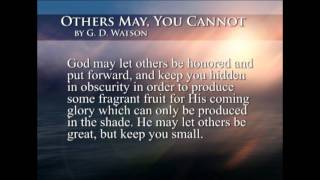 Others May, You Cannot
by G. D. Watson
God may let others be honored and
put forward, and keep you hidden
in obscurity in order to produce
some fragrant fruit for His coming
glory which can only be produced
in the shade. He may let others be
great, but keep you small.